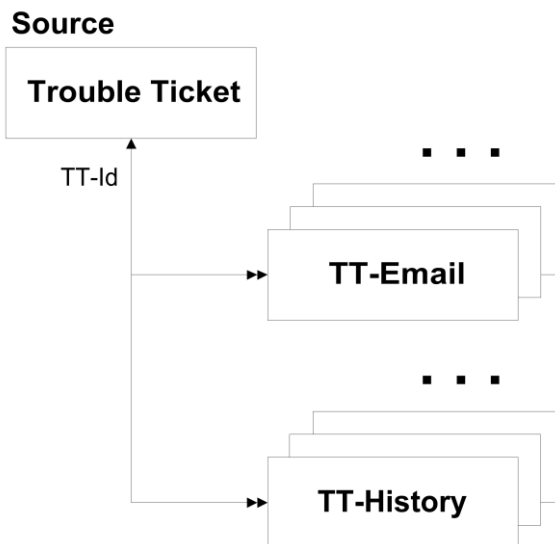 Source
Trouble Ticket
TT-Id
. . .
TT-Email
. . .
TT-History